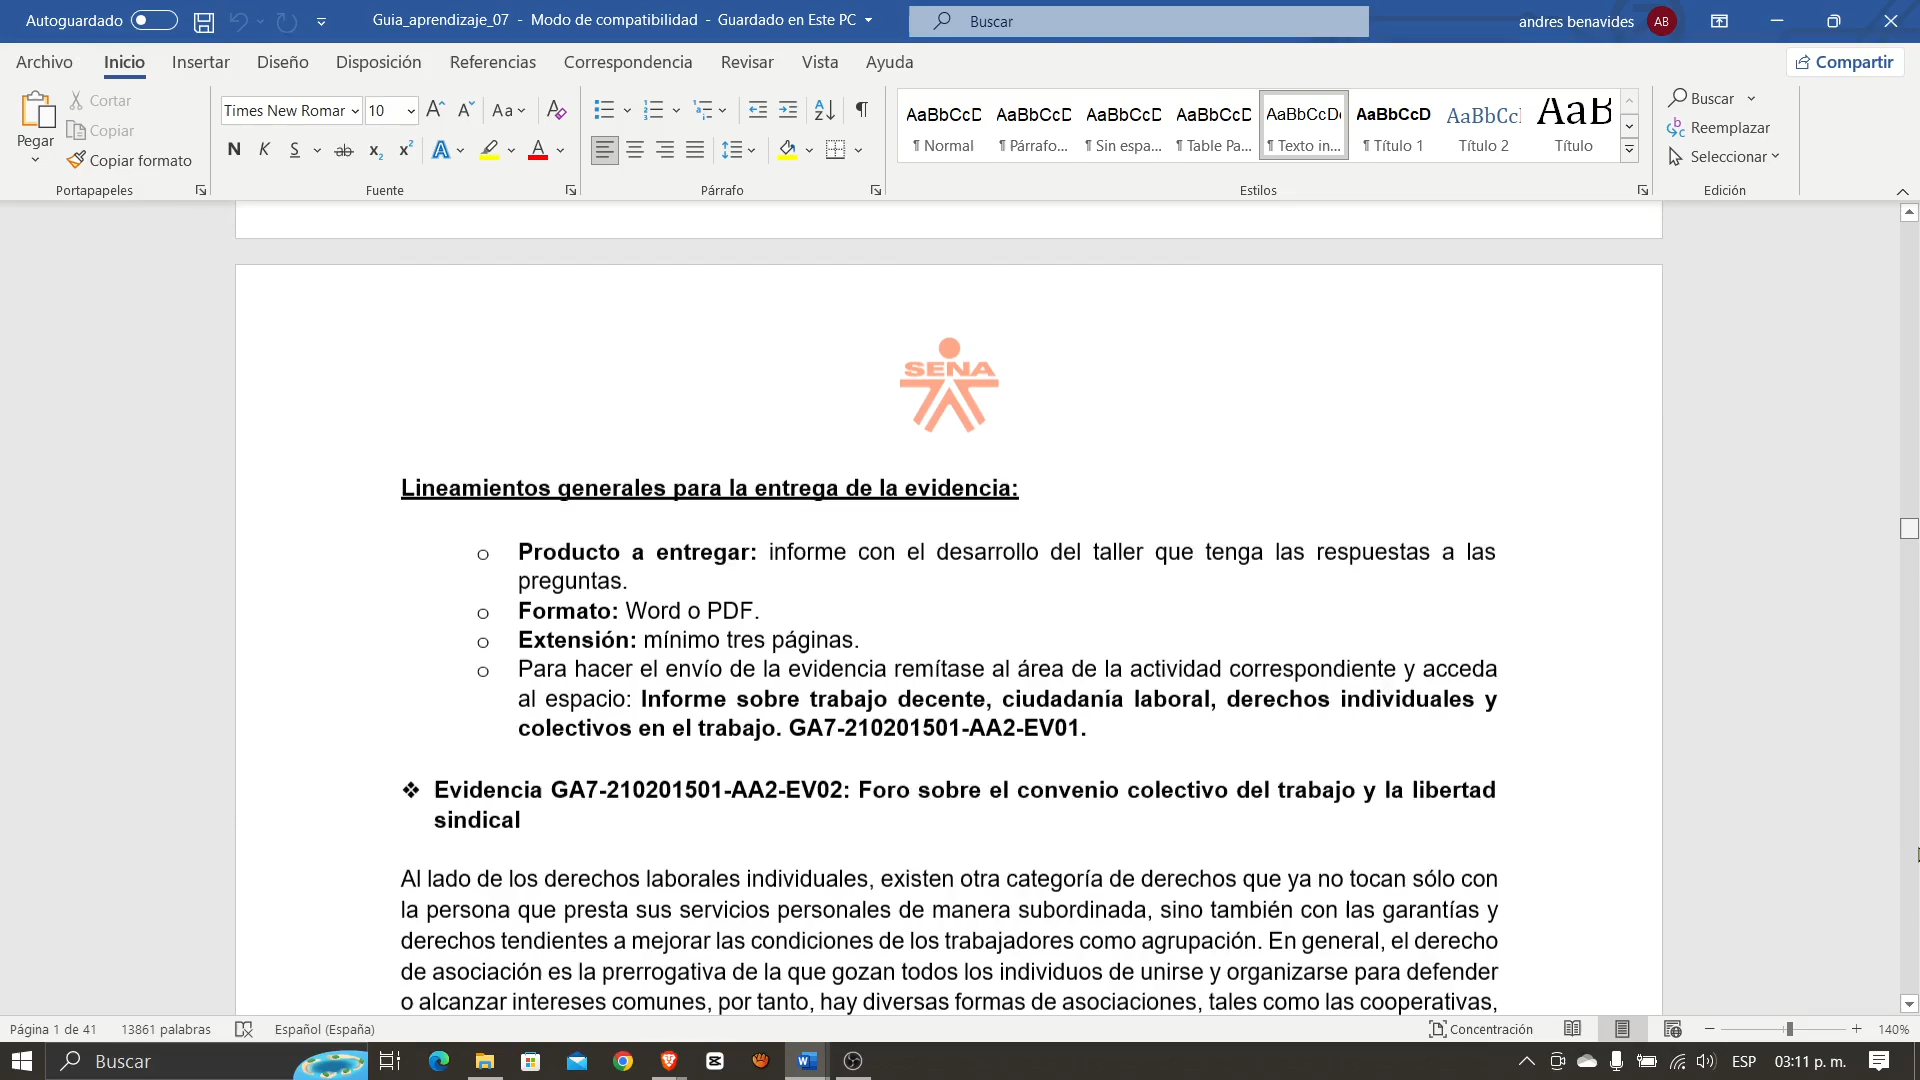 Autoguardado
Guia_aprendizaje_07 - Modo de compatibilidad - Guardado en Este PC
Buscar
andres benavides
AB
Archivo Inicio Insertar Diseño Disposición Referencias Correspondencia Revisar Vista Ayuda
Compartir
Pegar
Cortar
Copiar
Copiar formato
Portapapeles
Times New Romar 10
Fuente
Párrafo
AaBbCcD AaBbCcD AaBbCcD AaBbCcD AaBbCcD AaBbCcD AaBbCc AaB
¶ Normal ¶ Párrafo... ¶ Sin espa... ¶ Table Pa... ¶ Texto in... ¶ Título 1 Título 2 Título
Estilos
Buscar
Reemplazar
Seleccionar
Edición
SENA
Lineamientos generales para la entrega de la evidencia:
o Producto a entregar: informe con el desarrollo del taller que tenga las respuestas a las
preguntas.
o Formato: Word o PDF.
o Extensión: mínimo tres páginas.
o Para hacer el envío de la evidencia remítase al área de la actividad correspondiente y acceda
al espacio: Informe sobre trabajo decente, ciudadanía laboral, derechos individuales y
colectivos en el trabajo. GA7-210201501-AA2-EV01.
❖ Evidencia GA7-210201501-AA2-EV02: Foro sobre el convenio colectivo del trabajo y la libertad
sindical
Al lado de los derechos laborales individuales, existen otra categoría de derechos que ya no tocan sólo con
la persona que presta sus servicios personales de manera subordinada, sino también con las garantías y
derechos tendientes a mejorar las condiciones de los trabajadores como agrupación. En general, el derecho
de asociación es la prerrogativa de la que gozan todos los individuos de unirse y organizarse para defender
o alcanzar intereses comunes, por tanto, hay diversas formas de asociaciones, tales como las cooperativas,
Página 1 de 41 13861 palabras Español (España) Concentración 140%
Buscar
ESP 03:11 p. m.